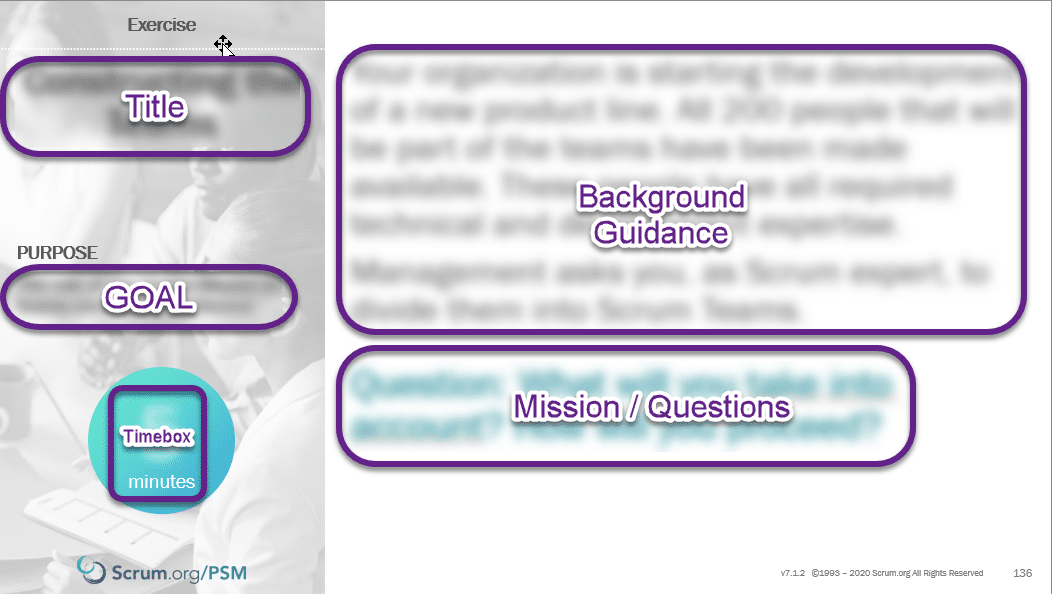 Exercise
Constructing the
Title
PURPOSE
GOAL
Timebox
minutes
Scrum.org/PSM
Your organization is starting the development
of a new product line. All 200 people that will
be part of the teams have been made
available. These have all required
technical and expertise.
Background
Guidance
Management asks you, as Scrum expert, to
divide them into Scrum Teams.
Question: What will you take into
account? How will you proceed?
Mission / Questions
v7.1.2 ©1993 – 2020 Scrum.org All Rights Reserved
136